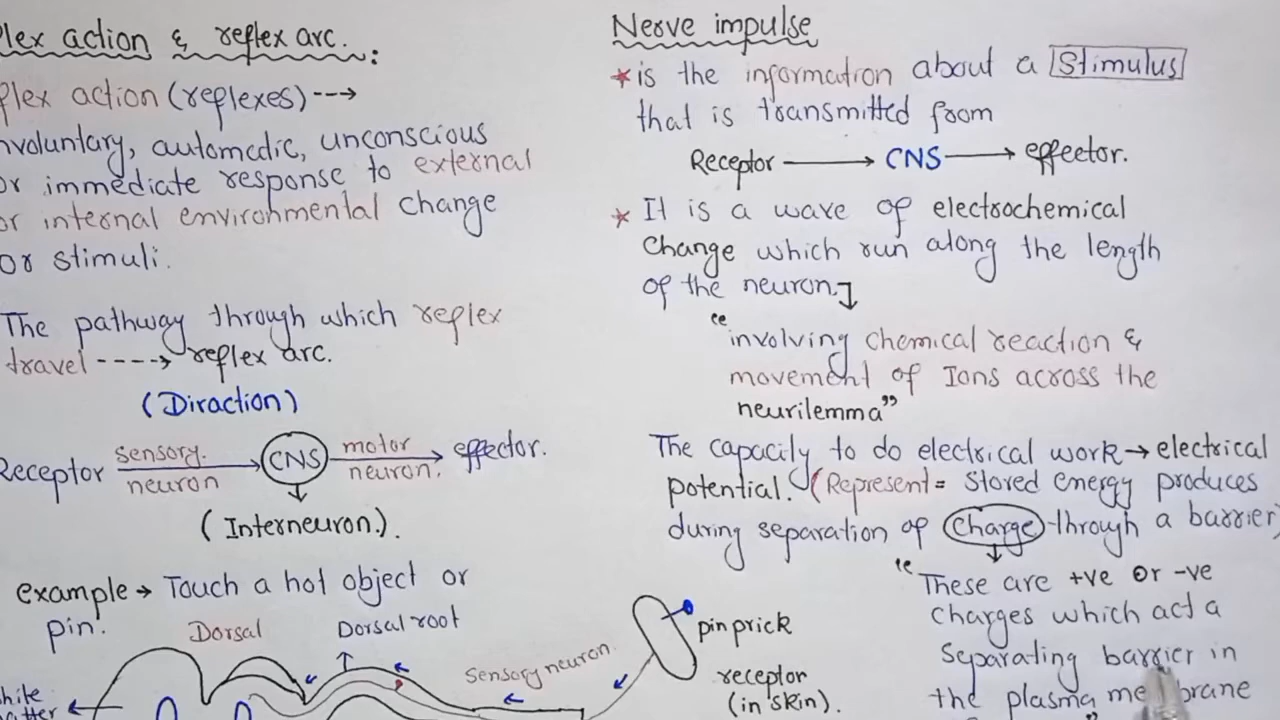 lex action & reflex arc. :
flex action (reflexes) --->
nvoluntary, automatic, unconscious
or immediate response to external
or internal environmental change
or stimuli.
The pathway through which reflex
travel ----> reflex arc.
(Diraction)
Receptor sensory neuron → CNS motor neuron. → effector.
(Interneuron.).
example → Touch a hot object or
pin.
Dorsal
Dorsal root
Sensory neuron.
pin prick
receptor
(in skin).
hite
atter
Nerve impulse
* is the information about a Stimulus
that is transmitted from
Receptor → CNS → effector.
* It is a wave of electrochemical
change which run along the length
of the neuron.
"involving chemical reaction &
movement of Ions across the
neurilemma"
The capacity to do electrical work → electrical
potential. (Represent = Stored energy produces
during separation of Charge through a barrier)
"These are +ve or -ve
charges which act a
Separating barrier in
the plasma me brane